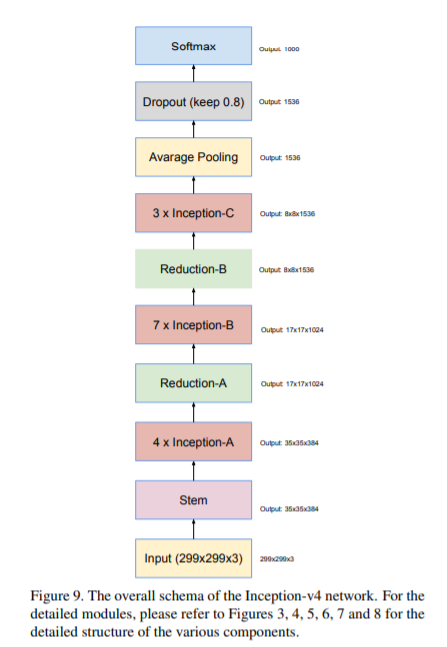 Softmax
Output: 1000
Dropout (keep 0.8)
Output: 1536
Avarage Pooling
Output: 1536
3 x Inception-C
Output: 8x8x1536
Reduction-B
Output: 8x8x1536
7 x Inception-B
Output: 17x17x1024
Reduction-A
Output: 17x17x1024
4 x Inception-A
Output: 35x35x384
Stem
Output: 35x35x384
Input (299x299x3)
299x299x3
Figure 9. The overall schema of the Inception-v4 network. For the
detailed modules, please refer to Figures 3, 4, 5, 6, 7 and 8 for the
detailed structure of the various components.